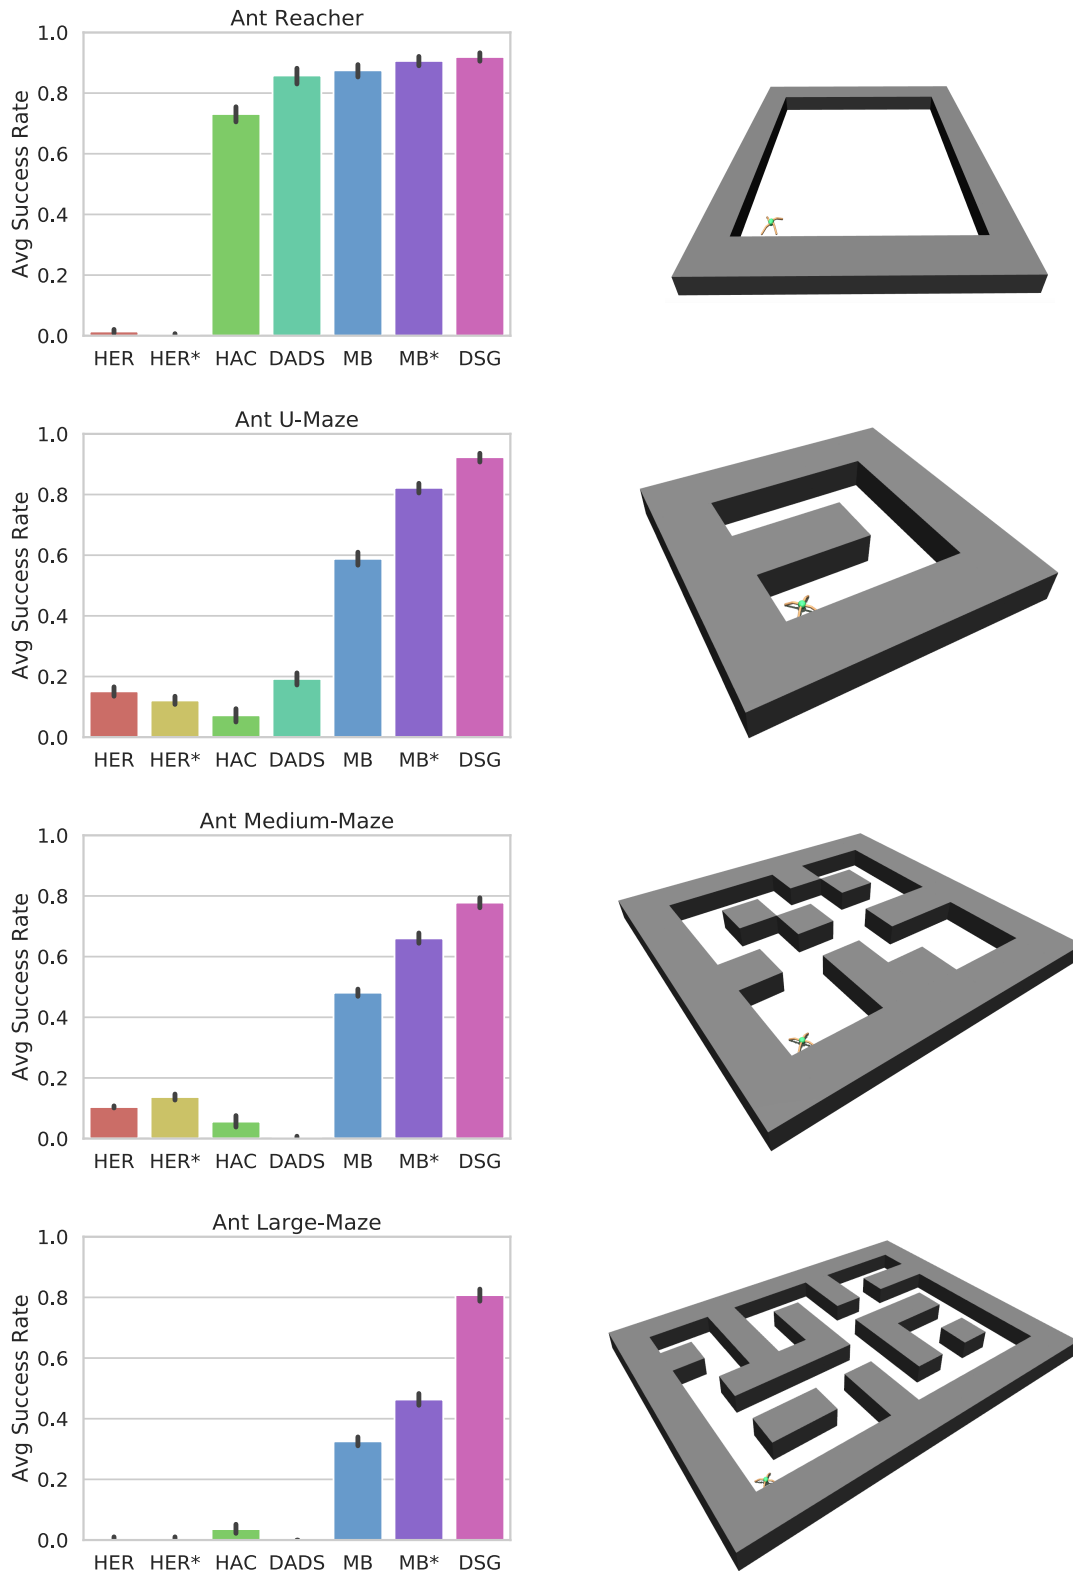 Ant Reacher
Avg Success Rate
1.0
0.8
0.6
0.4
0.2
0.0
HER HER* HAC DADS MB MB* DSG
Ant U-Maze
Avg Success Rate
1.0
0.8
0.6
0.4
0.2
0.0
HER HER* HAC DADS MB MB* DSG
Ant Medium-Maze
Avg Success Rate
1.0
0.8
0.6
0.4
0.2
0.0
HER HER* HAC DADS MB MB* DSG
Ant Large-Maze
Avg Success Rate
1.0
0.8
0.6
0.4
0.2
0.0
HER HER* HAC DADS MB MB* DSG